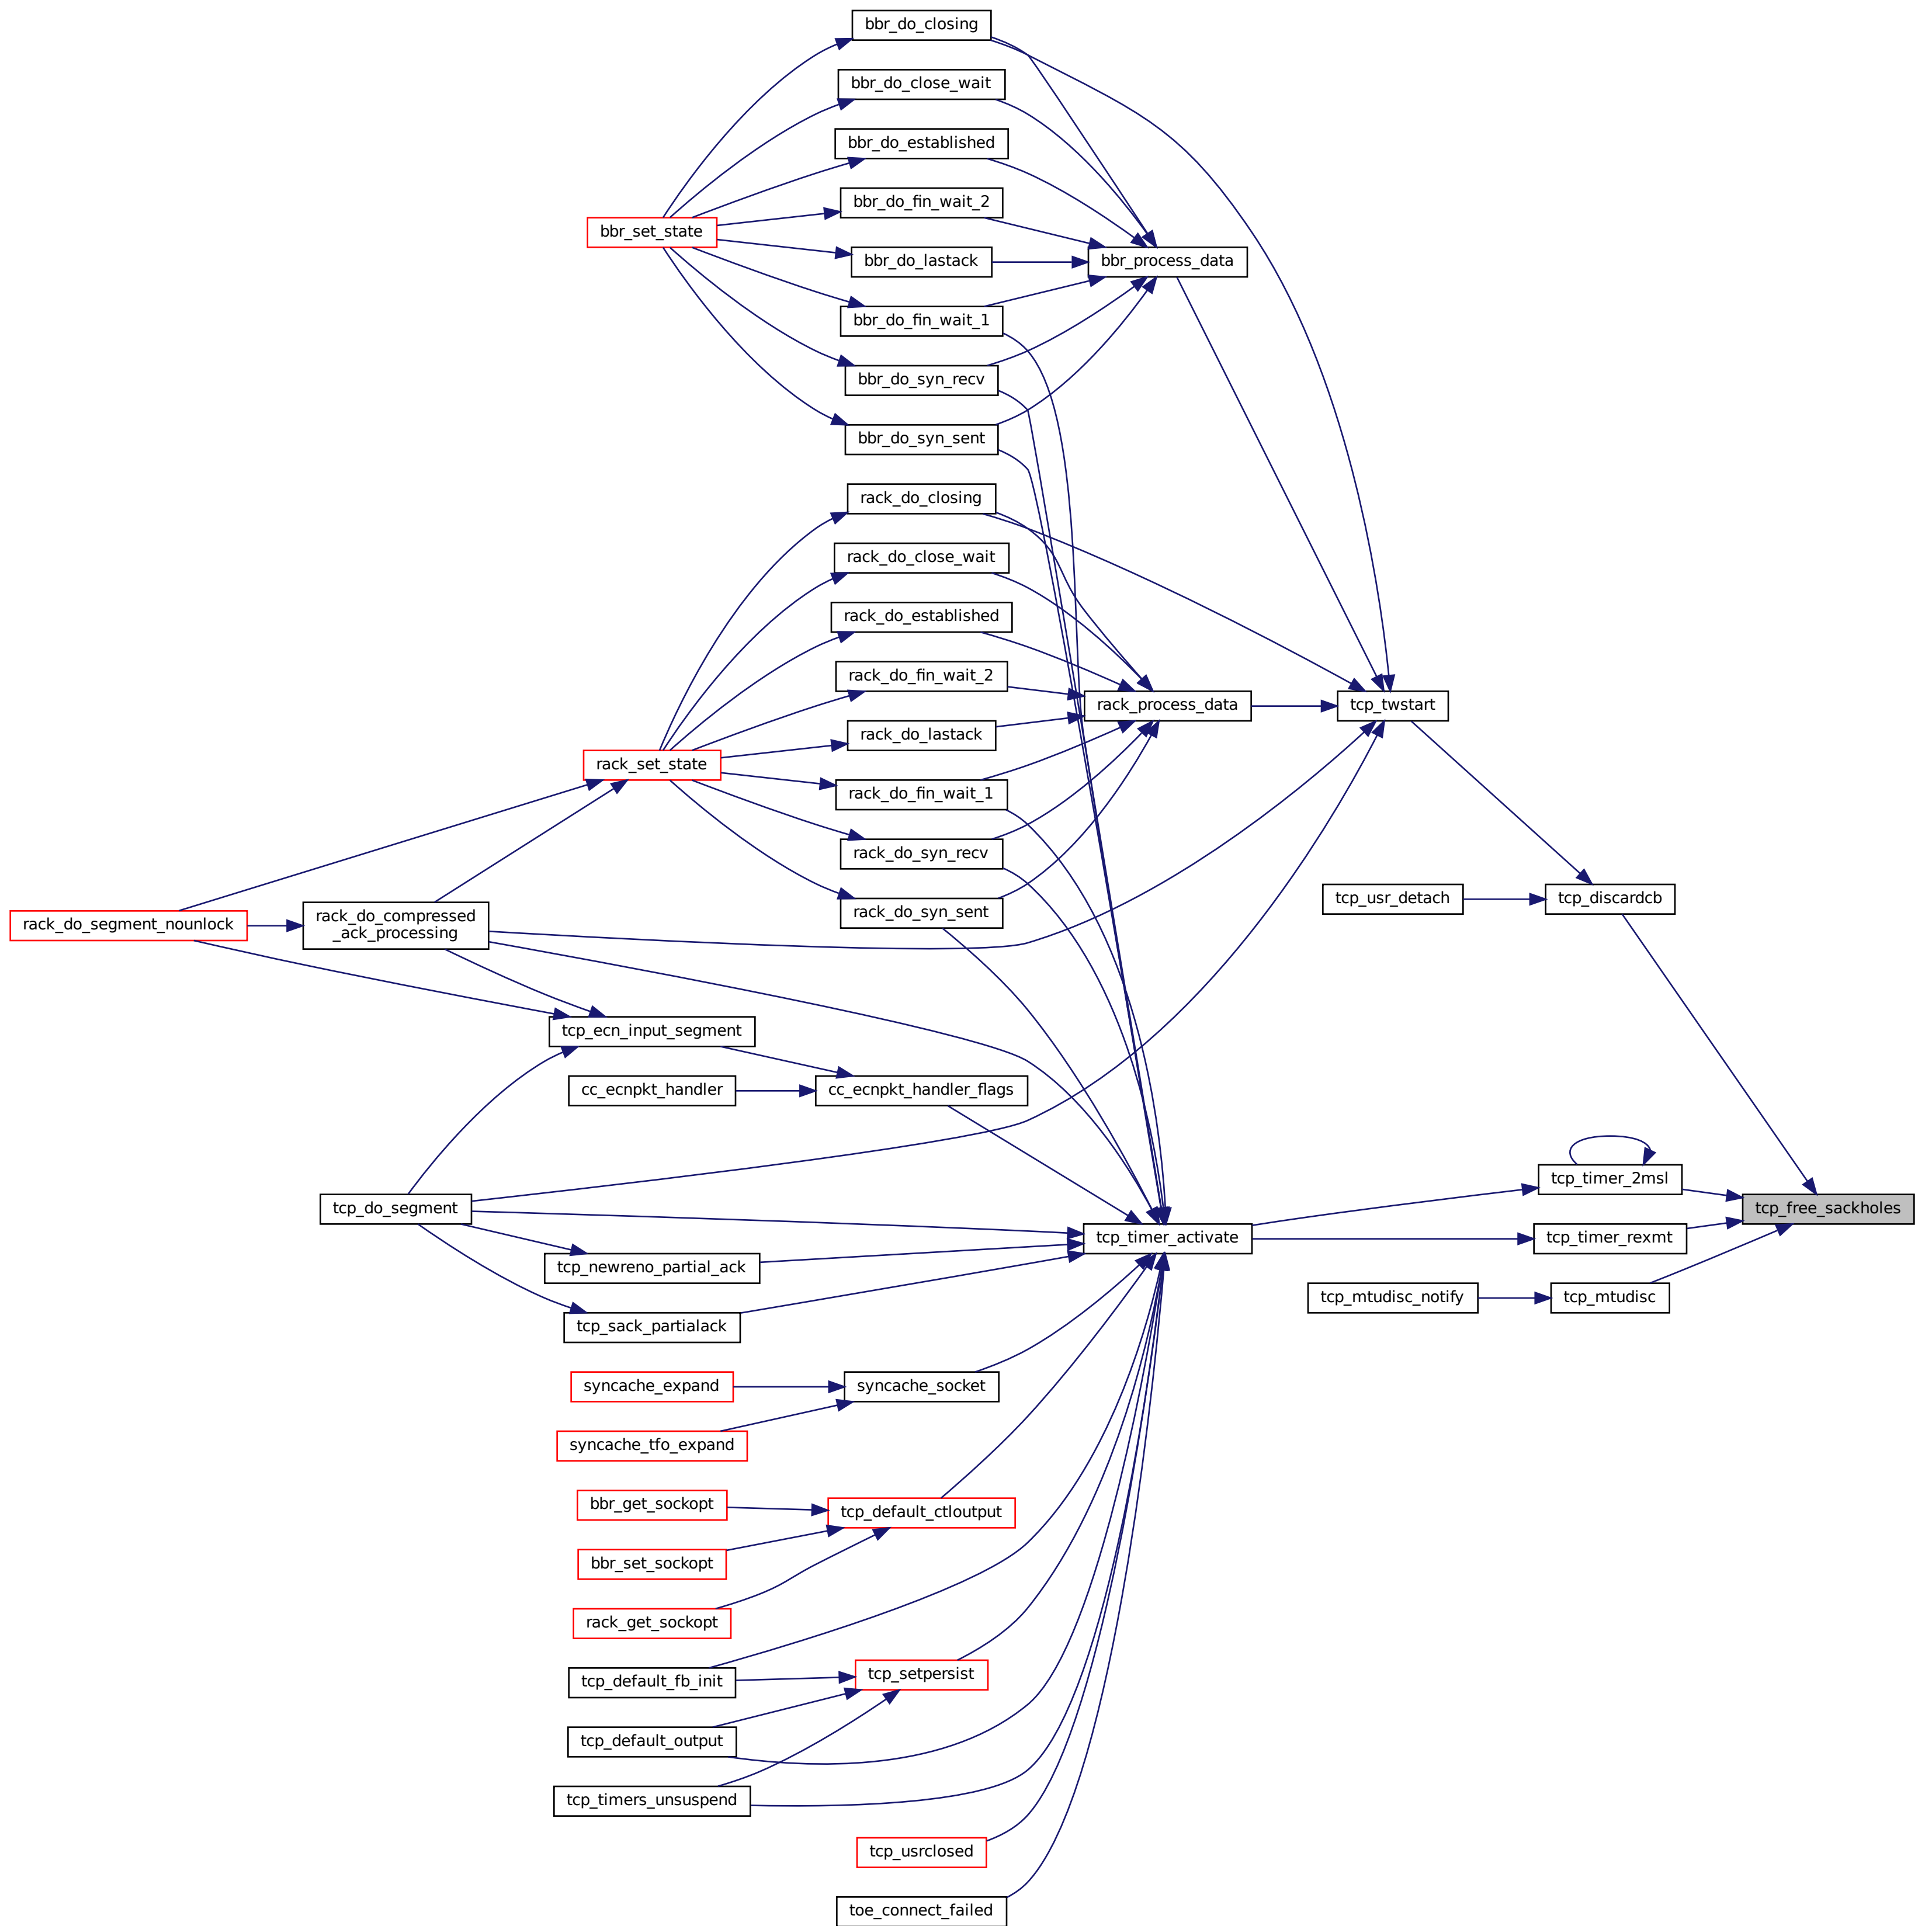 bbr_do_closing
bbr_do_close_wait
bbr_do_established
bbr_do_fin_wait_2
bbr_set_state
bbr_do_lastack
bbr_process_data
bbr_do_fin_wait_1
bbr_do_syn_recv
bbr_do_syn_sent
rack_do_closing
rack_do_close_wait
rack_do_established
rack_do_fin_wait_2
rack_process_data
tcp_twstart
rack_do_lastack
rack_set_state
rack_do_fin_wait_1
rack_do_syn_recv
tcp_usr_detach
tcp_discardcb
rack_do_syn_sent
rack_do_segment_nounlock
rack_do_compressed
_ack_processing
tcp_ecn_input_segment
cc_ecnpkt_handler
cc_ecnpkt_handler_flags
tcp_timer_2msl
tcp_do_segment
tcp_free_sackholes
tcp_timer_activate
tcp_timer_rexmt
tcp_newreno_partial_ack
tcp_mtudisc_notify
tcp_mtudisc
tcp_sack_partialack
syncache_expand
syncache_socket
syncache_tfo_expand
bbr_get_sockopt
tcp_default_ctloutput
bbr_set_sockopt
rack_get_sockopt
tcp_setpersist
tcp_default_fb_init
tcp_default_output
tcp_timers_unsuspend
tcp_usrclosed
toe_connect_failed